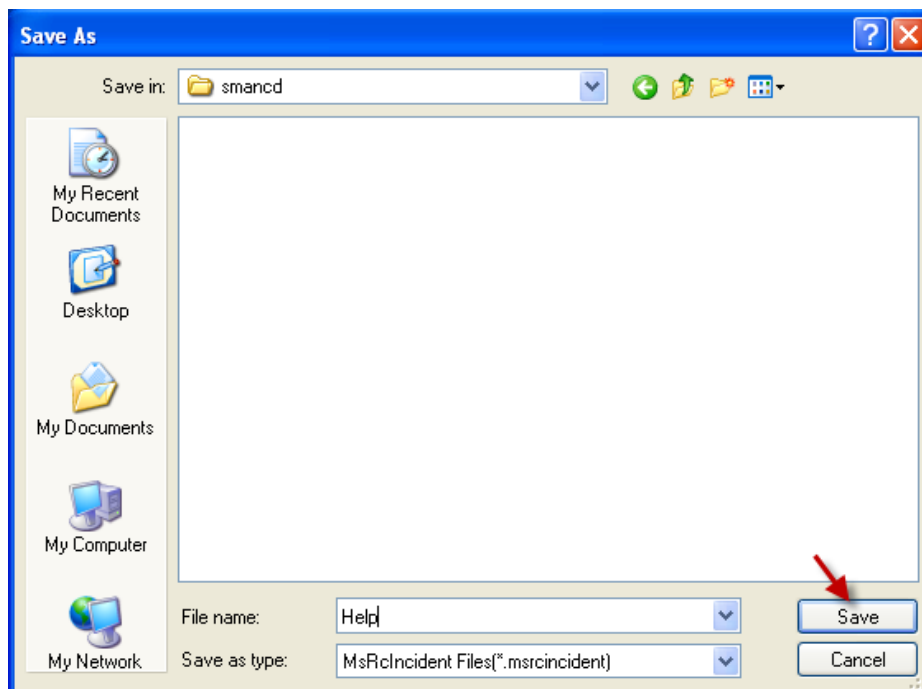 Save As
Save in:
smancd
My Recent
Documents
Desktop
My Documents
My Computer
My Network
File name:
Help
Save
Save as type:
MsRcIncident Files(*.msrcincident)
Cancel